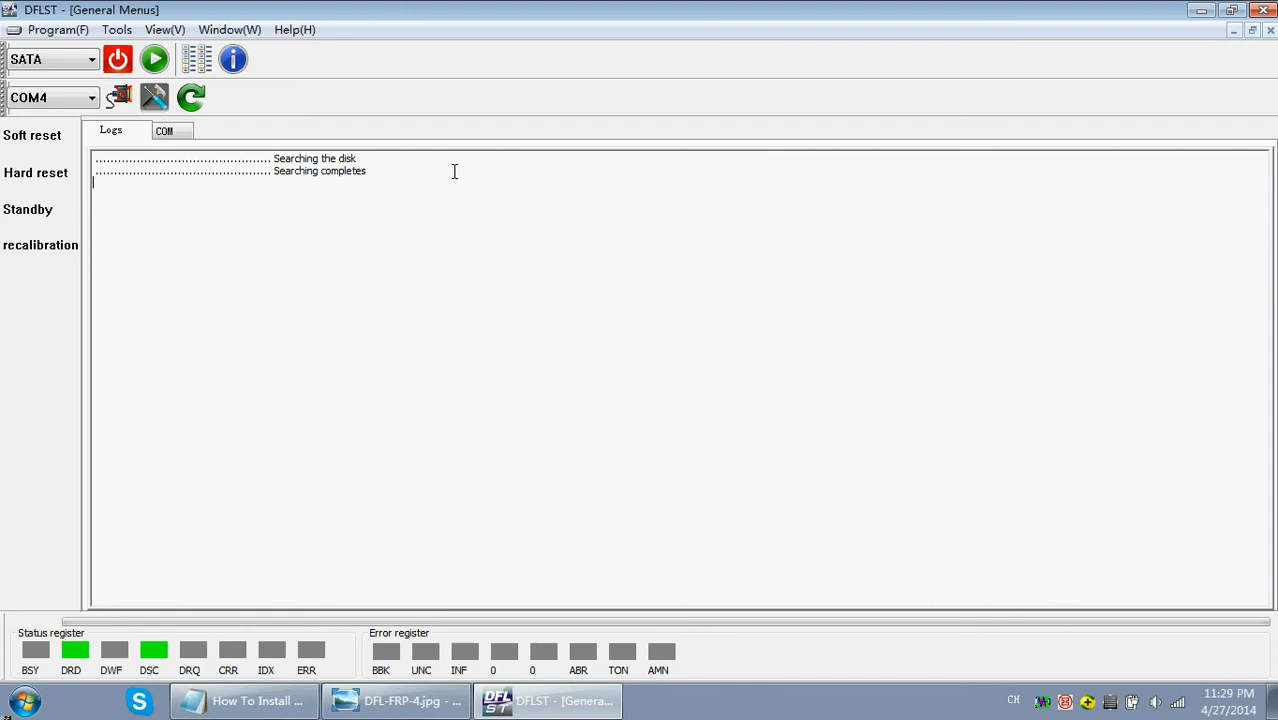 DFLST - [General Menus]
Program(F) Tools View(V) Window(W) Help(H)
SATA
COM4
Soft reset
Hard reset
Standby
recalibration
Logs COM
............................................... Searching the disk
............................................... Searching completes
Status register
BSY DRD DWF DSC DRQ CRR IDX ERR
Error register
BBK UNC INF 0 0 ABR TON AMN
How To Install ...
DFL-FRP-4.jpg - ...
DFLST - [Genera...
CH
11:29 PM
4/27/2014